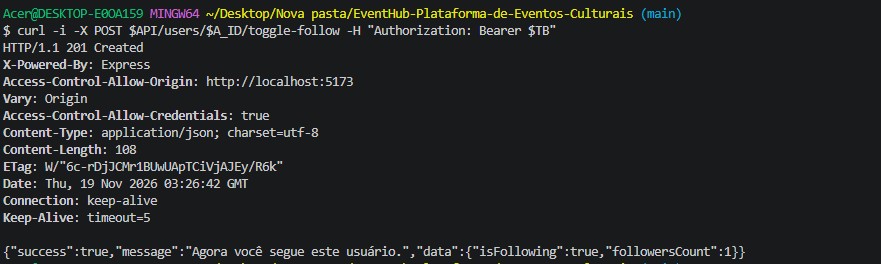 Acer@DESKTOP-E0OA159 MINGW64 ~/Desktop/Nova pasta/EventHub-Plataforma-de-Eventos-Culturais (main)
$ curl -i -X POST $API/users/$A_ID/toggle-follow -H "Authorization: Bearer $TB"
HTTP/1.1 201 Created
X-Powered-By: Express
Access-Control-Allow-Origin: http://localhost:5173
Vary: Origin
Access-Control-Allow-Credentials: true
Content-Type: application/json; charset=utf-8
Content-Length: 108
ETag: W/"6c-rDjJCMr1BUwUApTCiVjAJEy/R6k"
Date: Thu, 19 Nov 2026 03:26:42 GMT
Connection: keep-alive
Keep-Alive: timeout=5
{"success":true,"message":"Agora você segue este usuário.","data":{"isFollowing":true,"followersCount":1}}